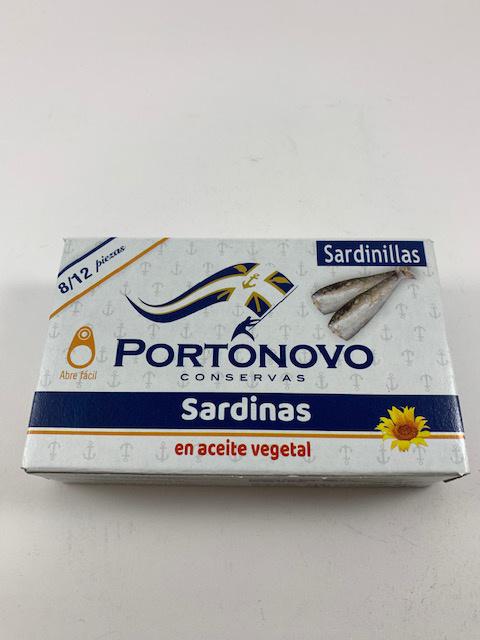 8/12 piezas
Sardinillas
Abre fácil
PORTONOVO
CONSERVAS
Sardinas
en aceite vegetal